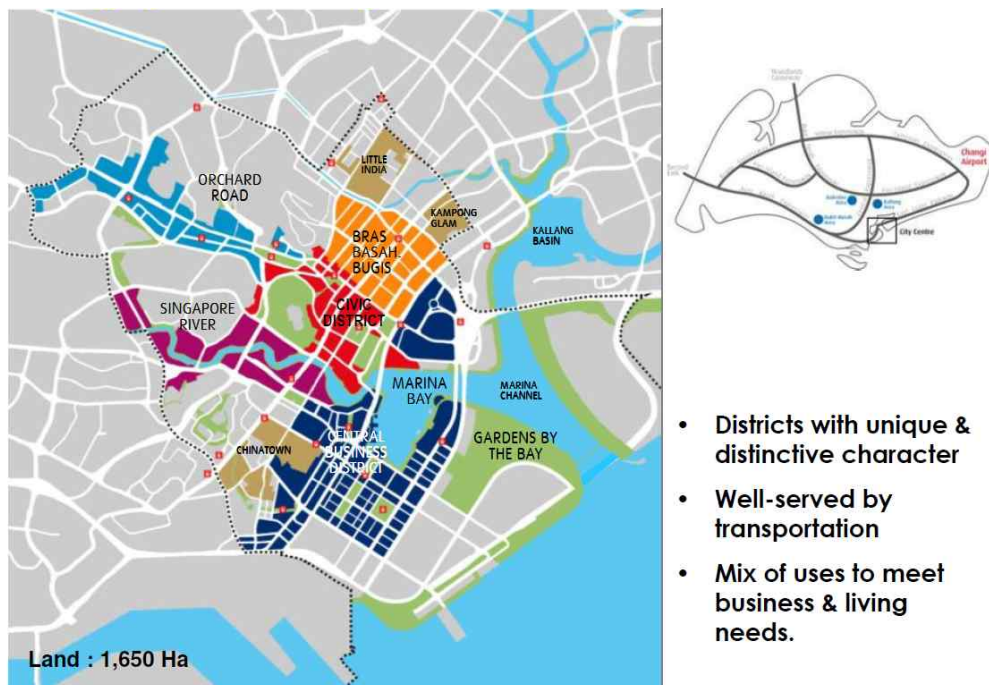 LITTLE
INDIA
ORCHARD
ROAD
KAMPONG
GLAM
BRAS
BASAH.
BUGIS
KALLANG
BASIN
SINGAPORE
RIVER
CIVIC
DISTRICT
MARINA
BAY
MARINA
CHANNEL
GARDENS BY
THE BAY
CHINATOWN
CENTRAL
BUSINESS
DISTRICT
Land : 1,650 Ha
Changi
Airport
City Centre
• Districts with unique &
distinctive character
• Well-served by
transportation
• Mix of uses to meet
business & living
needs.